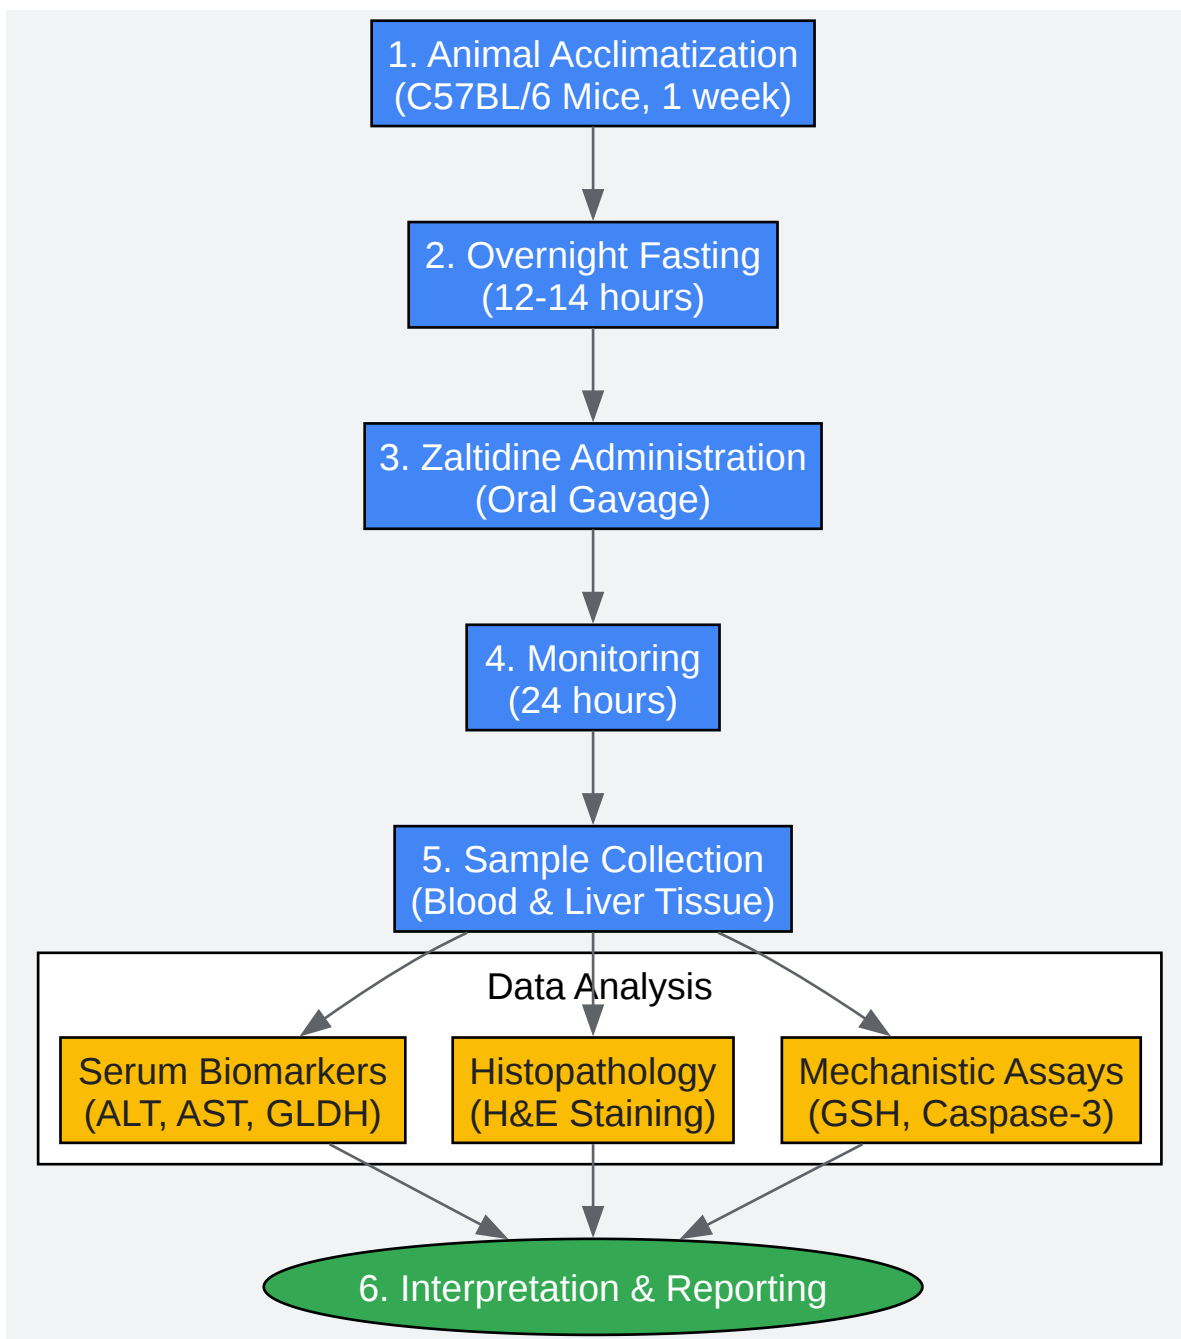 1. Animal Acclimatization
(C57BL/6 Mice, 1 week)
2. Overnight Fasting
(12-14 hours)
3. Zaltidine Administration
(Oral Gavage)
4. Monitoring
(24 hours)
5. Sample Collection
(Blood & Liver Tissue)
Data Analysis
Serum Biomarkers
(ALT, AST, GLDH)
Histopathology
(H&E Staining)
Mechanistic Assays
(GSH, Caspase-3)
6. Interpretation & Reporting